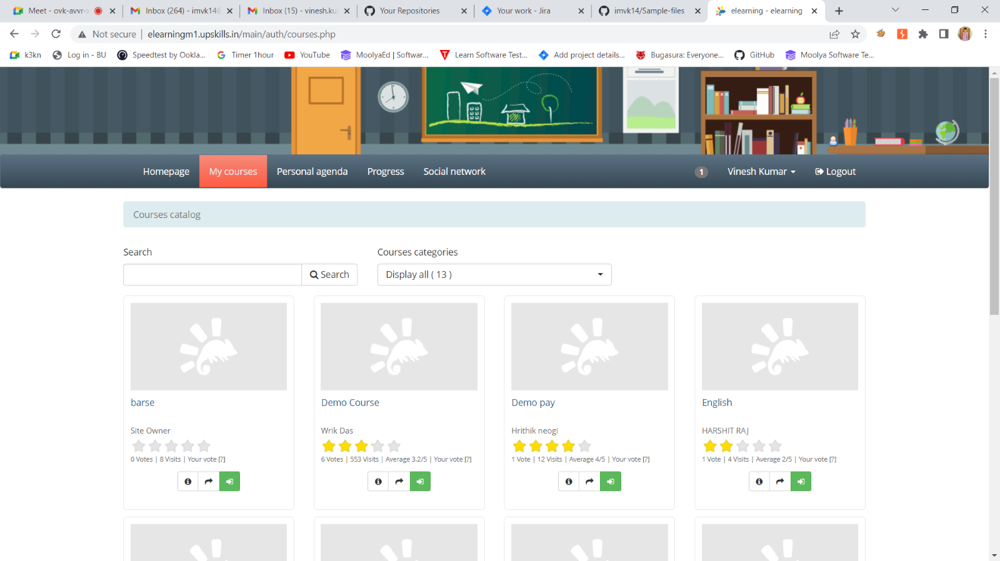 Meet - ovk-avvr-x
Inbox (264) - imvk14@
Inbox (15) - vinesh.ku
Your Repositories
Your work - Jira
imvk14/Sample-files
elearning - elearning
Not secure | elearningm1.upskills.in/main/auth/courses.php
k3kn
Log in - BU
Speedtest by Ookla...
Timer 1hour
YouTube
MoolyaEd | Softwar...
Learn Software Test...
Add project details...
Bugasura: Everyone...
GitHub
Moolya Software Te...
Homepage
My courses
Personal agenda
Progress
Social network
1
Vinesh Kumar
Logout
Courses catalog
Search
Courses categories
Search
Display all ( 13 )
barse
Site Owner
0 Votes | 8 Visits | Your vote [?]
Demo Course
Wrik Das
6 Votes | 553 Visits | Average 3.2/5 | Your vote [?]
Demo pay
Hrithik neogi
1 Vote | 12 Visits | Average 4/5 | Your vote [?]
English
HARSHIT RAJ
1 Vote | 4 Visits | Average 2/5 | Your vote [?]